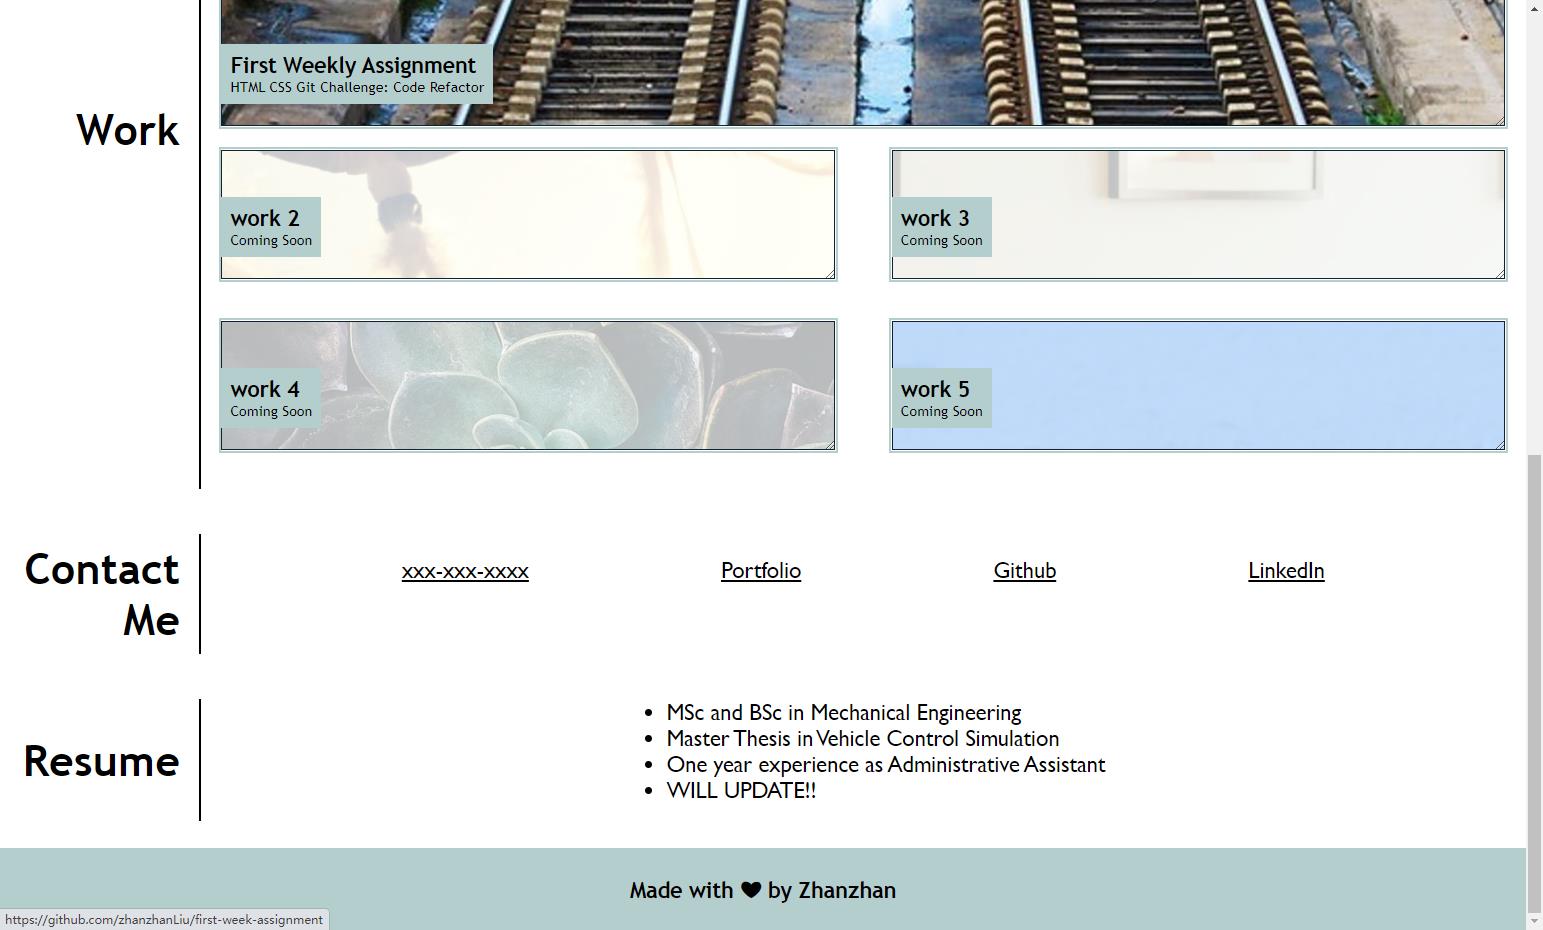 First Weekly Assignment
HTML CSS Git Challenge: Code Refactor
Work
work 2
Coming Soon
work 3
Coming Soon
work 4
Coming Soon
work 5
Coming Soon
Contact
Me
xxx-xxx-xxxx
Portfolio
Github
LinkedIn
Resume
• MSc and BSc in Mechanical Engineering
• Master Thesis in Vehicle Control Simulation
• One year experience as Administrative Assistant
• WILL UPDATE!!
Made with ❤ by Zhanzhan
https://github.com/zhanzhanLiu/first-week-assignment